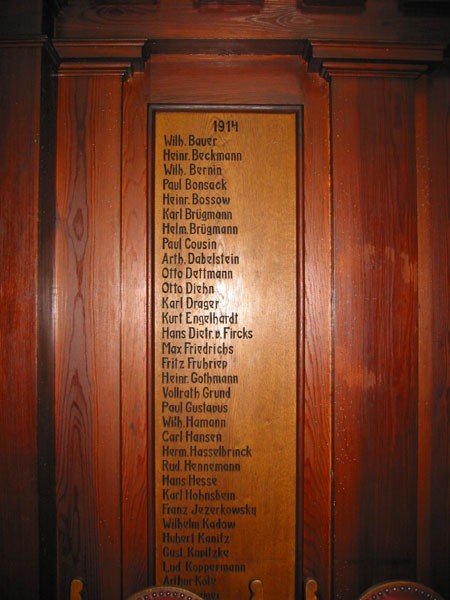 1914
Wilh. Bauer
Heinr. Beckmann
Wilh. Bernin
Paul Bonsack
Heinr. Bossow
Karl Brügmann
Helm. Brügmann
Paul Cousin
Arth. Dabelstein
Otto Dettmann
Otto Diehn
Karl Drager
Kurt Engelhardt
Hans Dietr. v. Fircks
Max Friedrichs
Fritz Fruhriep
Heinr. Gothmann
Vollrath Grund
Paul Gustavus
Wilh. Hamann
Carl Hansen
Herm. Hasselbrinck
Rud. Hennemann
Hans Hesse
Karl Hohnsbein
Franz Jezerkowsky
Wilhelm Kadow
Hubert Kanitz
Gust. Kanitzke
Lud. Koppermann
Arthur Kote